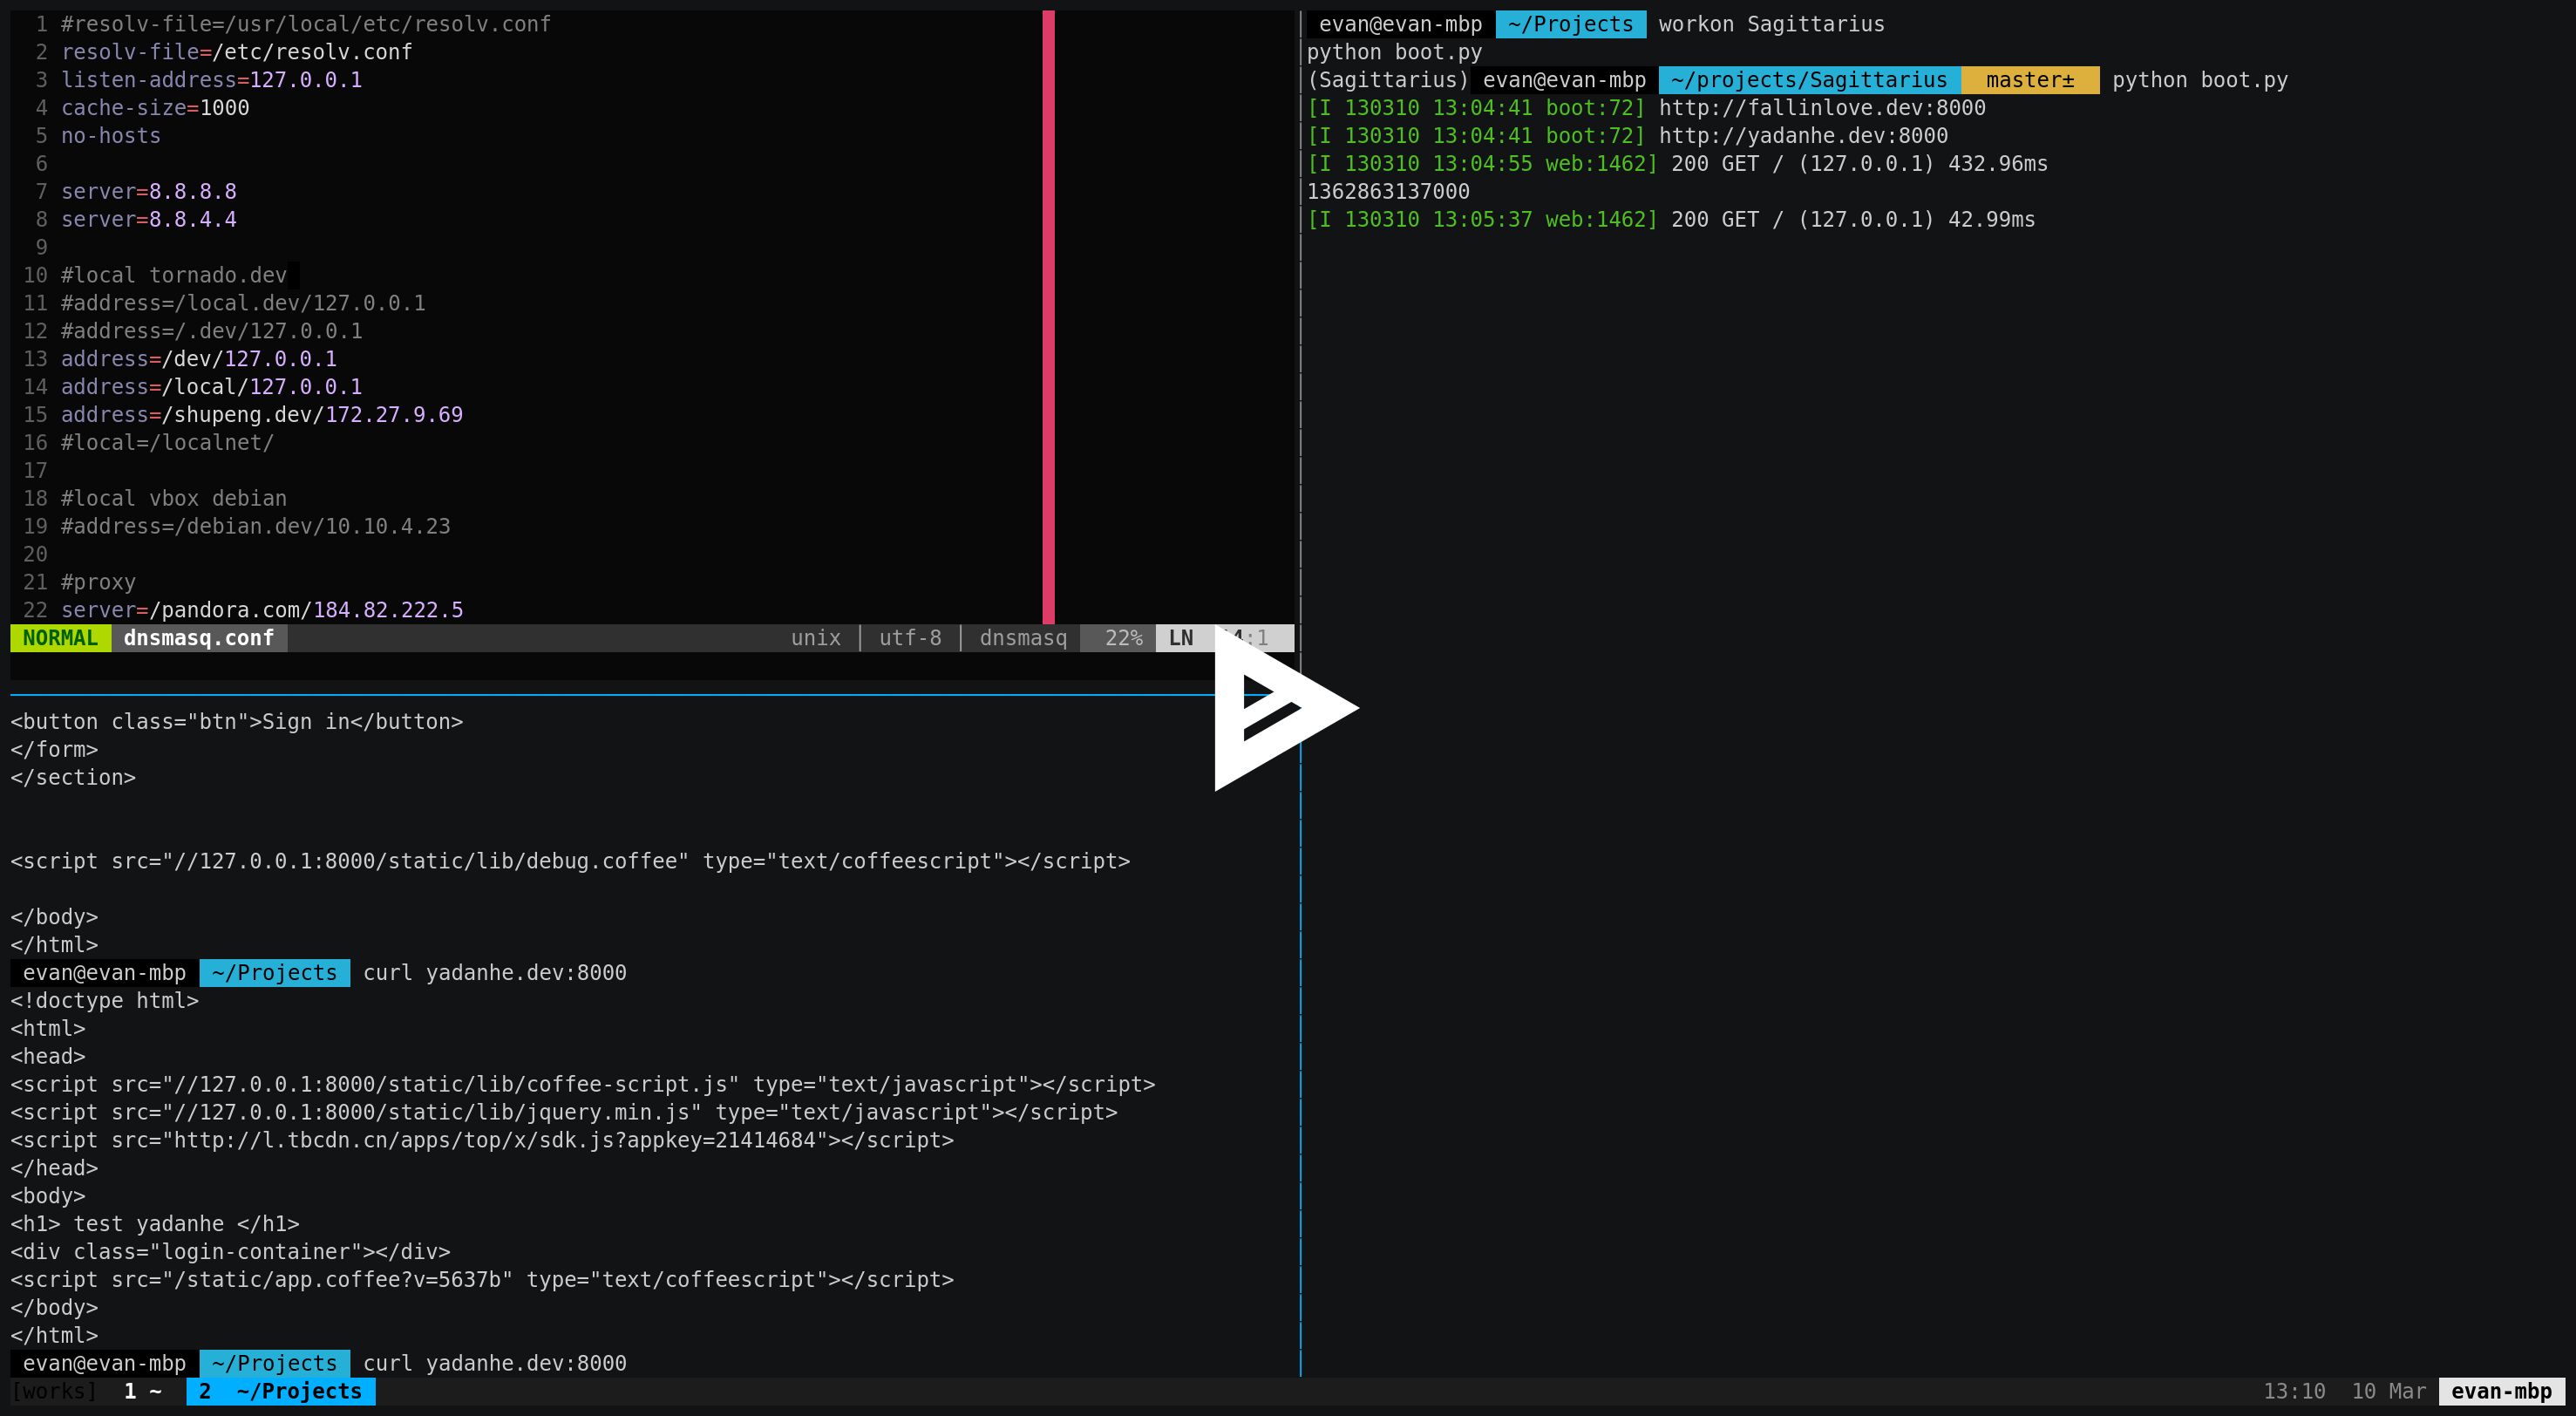 1 #resolv-file=/usr/local/etc/resolv.conf
2 resolv-file=/etc/resolv.conf
3 listen-address=127.0.0.1
4 cache-size=1000
5 no-hosts
6
7 server=8.8.8.8
8 server=8.8.4.4
9
10 #local tornado.dev
11 #address=/local.dev/127.0.0.1
12 #address=/.dev/127.0.0.1
13 address=/dev/127.0.0.1
14 address=/local/127.0.0.1
15 address=/shupeng.dev/172.27.9.69
16 #local=/localnet/
17
18 #local vbox debian
19 #address=/debian.dev/10.10.4.23
20
21 #proxy
22 server=/pandora.com/184.82.222.5
NORMAL dnsmasq.conf unix | utf-8 | dnsmasq 22% LN :1
<button class="btn">Sign in</button>
</form>
</section>
<script src="//127.0.0.1:8000/static/lib/debug.coffee" type="text/coffeescript"></script>
</body>
</html>
evan@evan-mbp ~/Projects curl yadanhe.dev:8000
<!doctype html>
<html>
<head>
<script src="//127.0.0.1:8000/static/lib/coffee-script.js" type="text/javascript"></script>
<script src="//127.0.0.1:8000/static/lib/jquery.min.js" type="text/javascript"></script>
<script src="http://l.tbcdn.cn/apps/top/x/sdk.js?appkey=21414684"></script>
</head>
<body>
<h1> test yadanhe </h1>
<div class="login-container"></div>
<script src="/static/app.coffee?v=5637b" type="text/coffeescript"></script>
</body>
</html>
evan@evan-mbp ~/Projects curl yadanhe.dev:8000
evan@evan-mbp ~/Projects workon Sagittarius
python boot.py
(Sagittarius) evan@evan-mbp ~/projects/Sagittarius master± python boot.py
[I 130310 13:04:41 boot:72] http://fallinlove.dev:8000
[I 130310 13:04:41 boot:72] http://yadanhe.dev:8000
[I 130310 13:04:55 web:1462] 200 GET / (127.0.0.1) 432.96ms
1362863137000
[I 130310 13:05:37 web:1462] 200 GET / (127.0.0.1) 42.99ms
[works] 1 ~ 2 ~/Projects 13:10 10 Mar evan-mbp